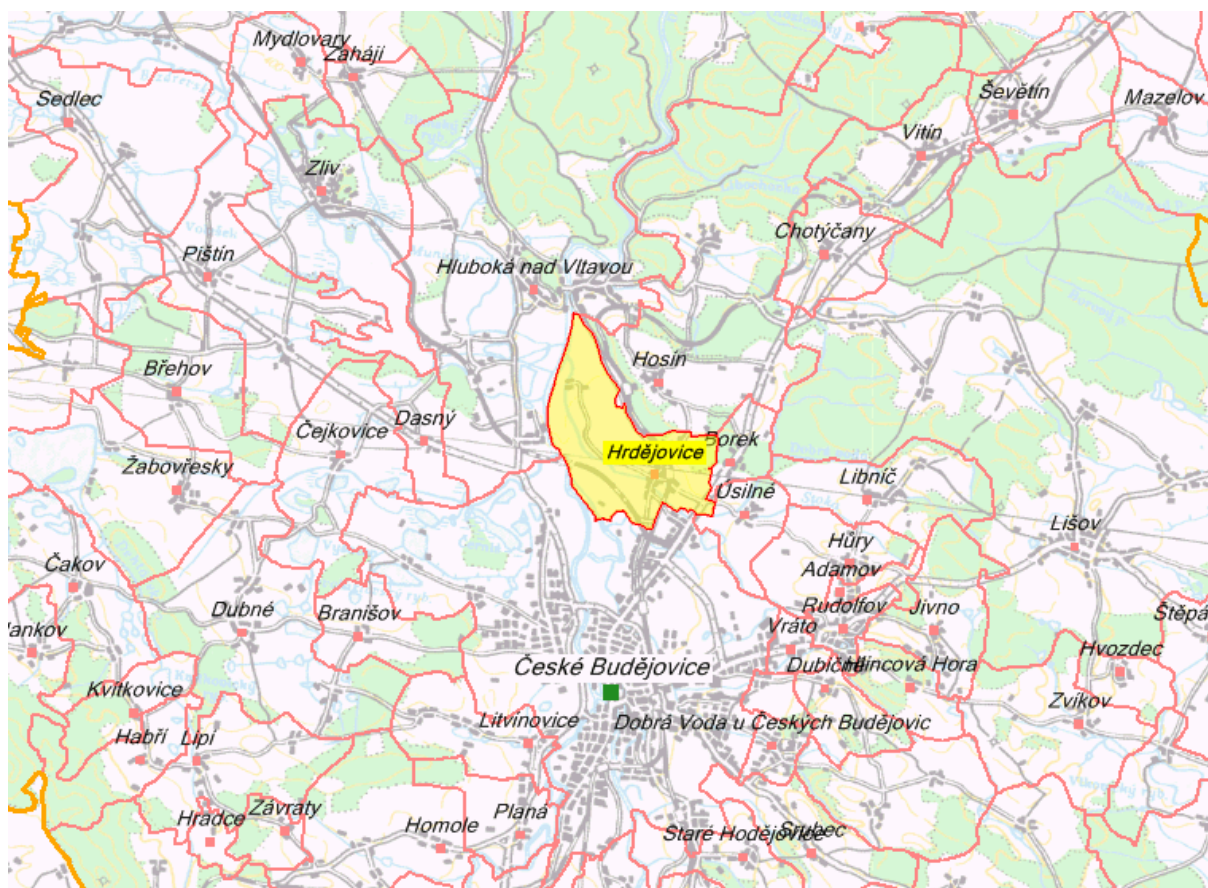 Mydlovary
Zahájí
Sedlec
Ševětín
Mazelov
Vitín
Zliv
Chotýčany
Pištín
Hluboká nad Vltavou
Hosín
Břehov
Dasný
Čejkovice
Borek
Hrdějovice
Žabovřesky
Libníč
Úsilné
Lišov
Hůry
Čakov
Adamov
Dubné
Branišov
Rudolfov
Jivno
Vráto
Hvozdec
České Budějovice
Hlincová Hora
Kvítkovice
Zvíkov
Litvínovice
Dobrá Voda u Českých Budějovic
Habří
Lipí
Hradce
Závraty
Homole
Planá
Staré Hodějovice
Srubec